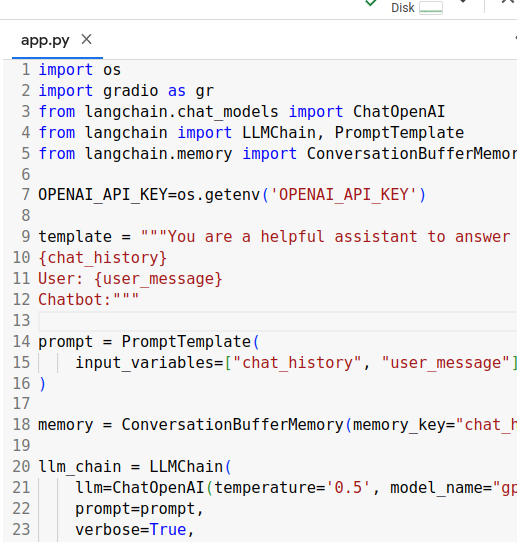 Disk
app.py
1 import os
2 import gradio as gr
3 from langchain.chat_models import ChatOpenAI
4 from langchain import LLMChain, PromptTemplate
5 from langchain.memory import ConversationBufferMemor
6
7 OPENAI_API_KEY=os.getenv('OPENAI_API_KEY')
8
9 template = """You are a helpful assistant to answer
10 {chat_history}
11 User: {user_message}
12 Chatbot:"""
13
14 prompt = PromptTemplate(
15     input_variables=["chat_history", "user_message"]
16 )
17
18 memory = ConversationBufferMemory(memory_key="chat_h
19
20 llm_chain = LLMChain(
21     llm=ChatOpenAI(temperature='0.5', model_name="gp
22     prompt=prompt,
23     verbose=True,